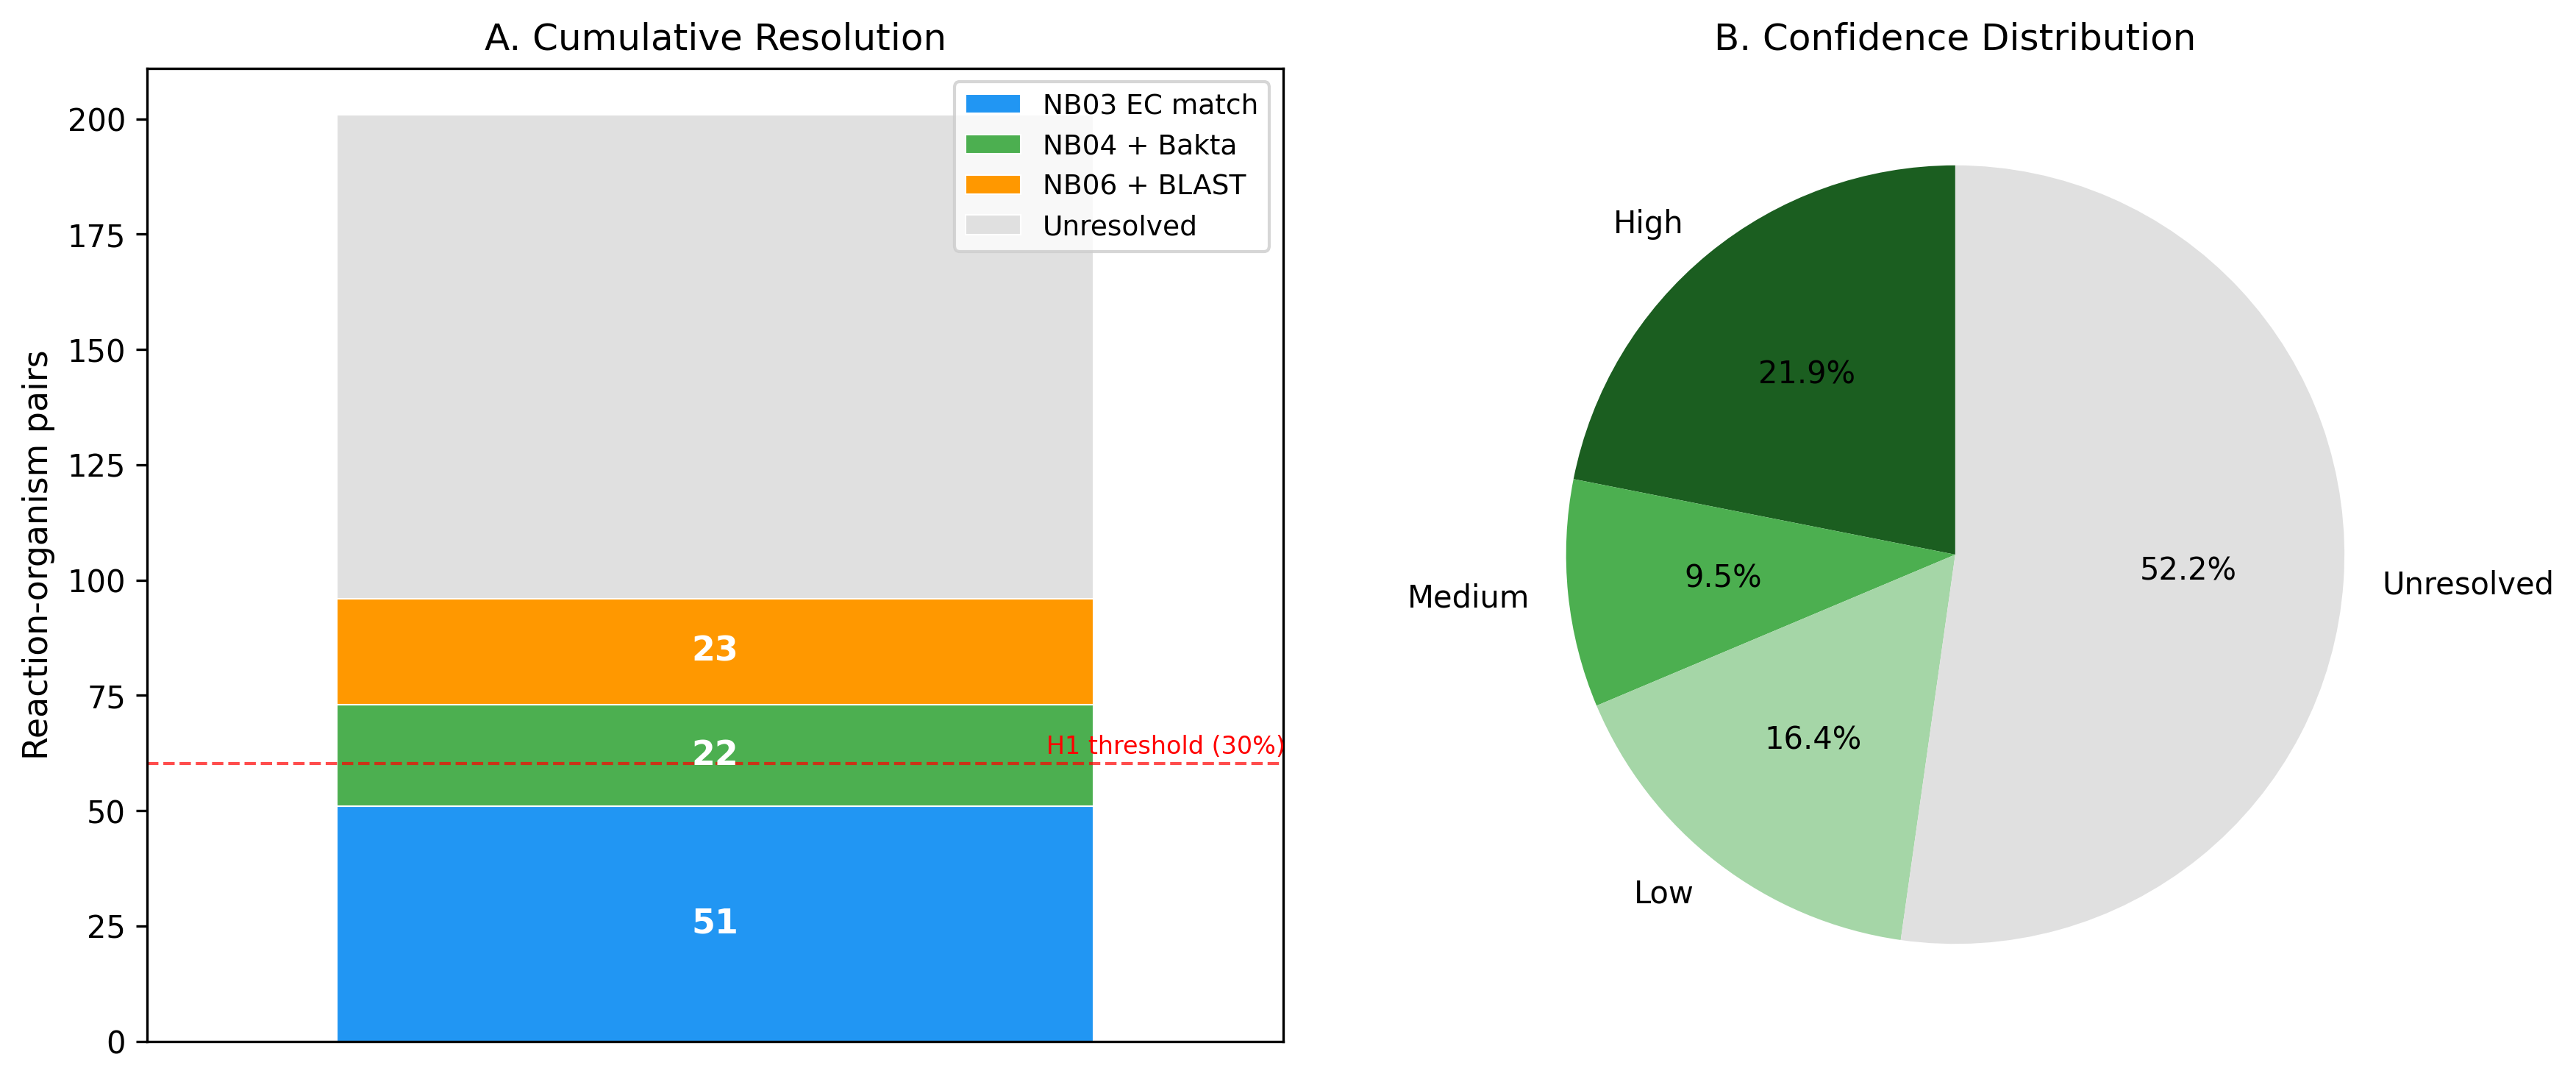 A. Cumulative Resolution
Reaction-organism pairs
200
175
150
125
100
75
50
25
0
NB03 EC match
NB04 + Bakta
NB06 + BLAST
Unresolved
23
22
51
H1 threshold (30%)
B. Confidence Distribution
High
21.9%
Medium
9.5%
Low
16.4%
52.2%
Unresolved